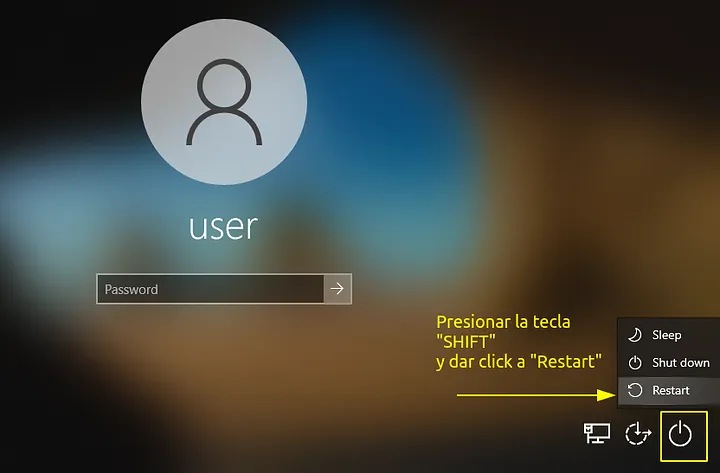 user
Password
Presionar la tecla
"SHIFT"
y dar click a "Restart"
Sleep
Shut down
Restart